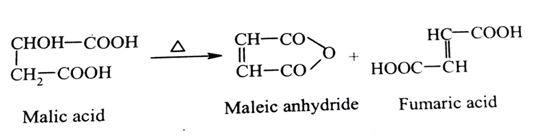 CHOH—COOH
CH₂—COOH
Malic acid
△
CH—CO
O
CH—CO
Maleic anhydride
+
HC—COOH
HOOC—CH
Fumaric acid